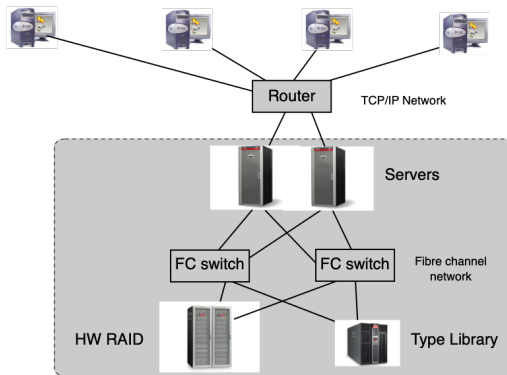 Router
TCP/IP Network
Servers
FC switch
FC switch
Fibre channel
network
HW RAID
Type Library